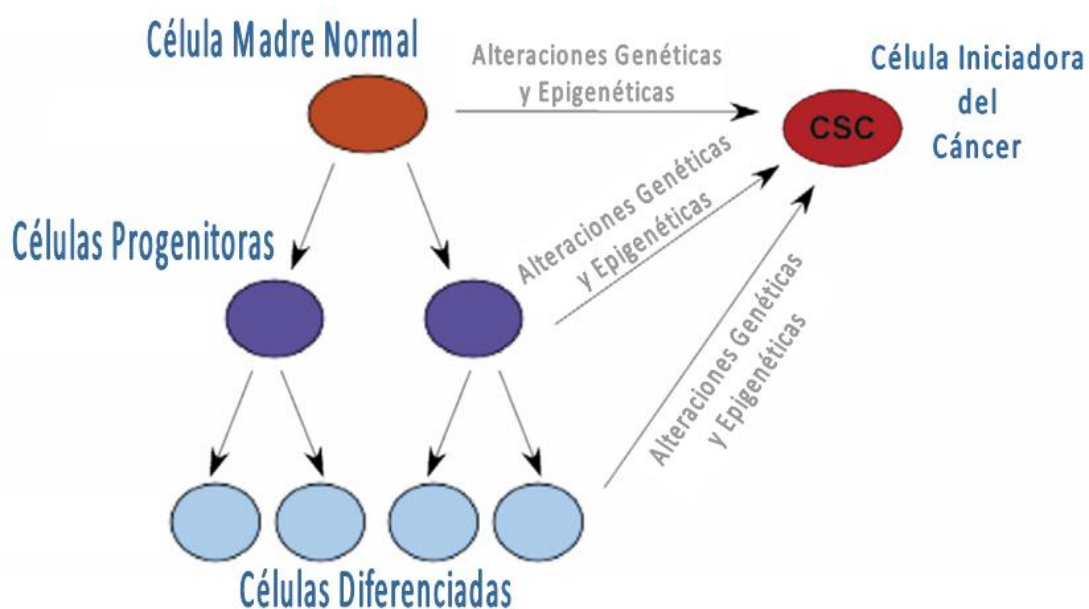 Célula Madre Normal
Alteraciones Genéticas
y Epigenéticas
Célula Iniciadora
del
Cáncer
CSC
Alteraciones Genéticas
y Epigenéticas
Células Progenitoras
Alteraciones Genéticas
y Epigenéticas
Células Diferenciadas